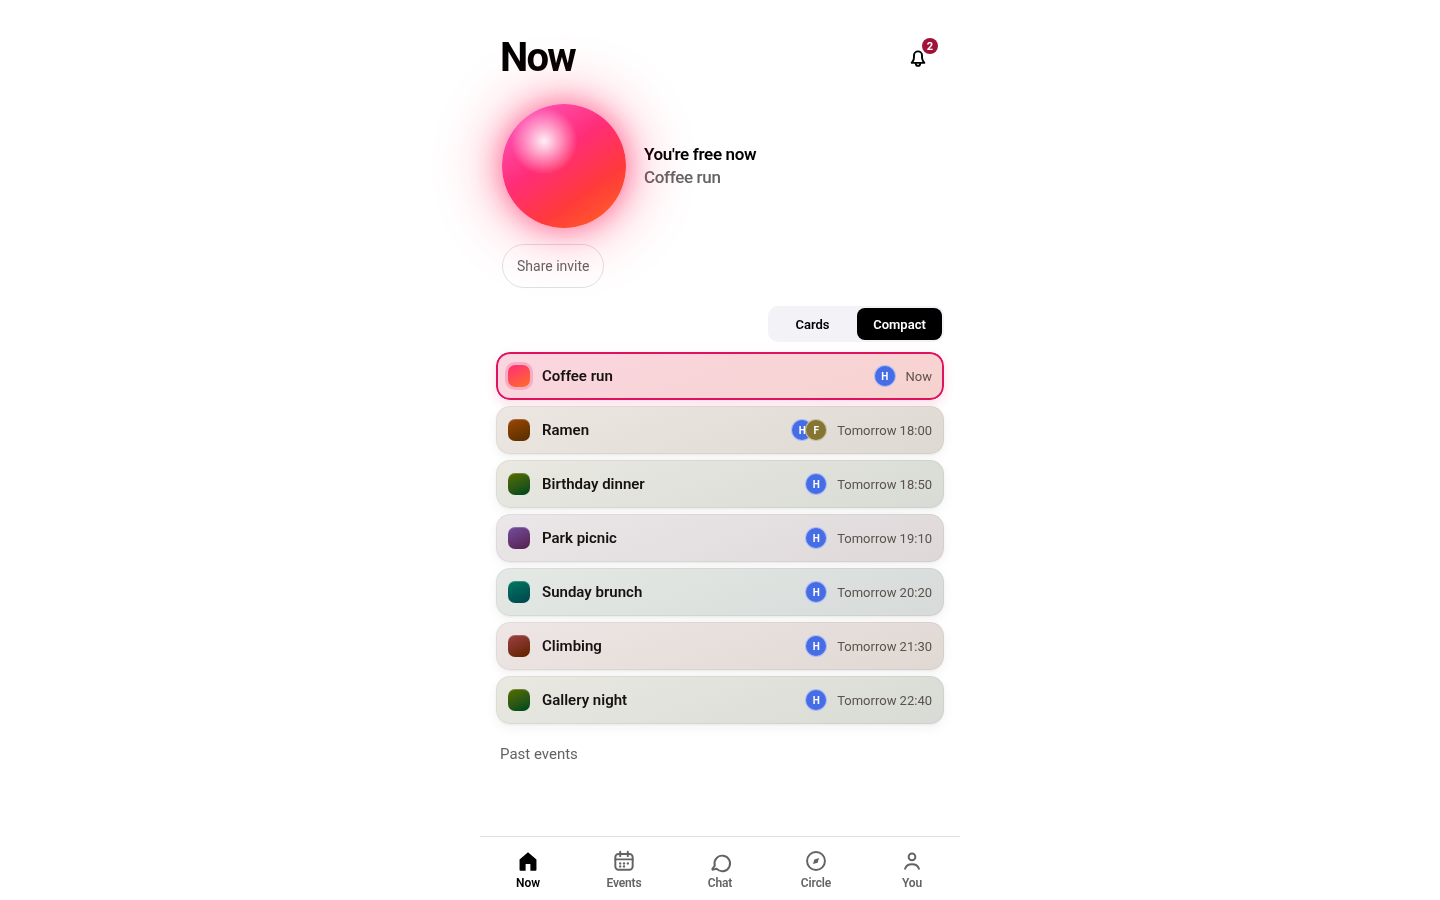 Now
2
You're free now
Coffee run
Share invite
Cards Compact
Coffee run H Now
Ramen H F Tomorrow 18:00
Birthday dinner H Tomorrow 18:50
Park picnic H Tomorrow 19:10
Sunday brunch H Tomorrow 20:20
Climbing H Tomorrow 21:30
Gallery night H Tomorrow 22:40
Past events
Now Events Chat Circle You